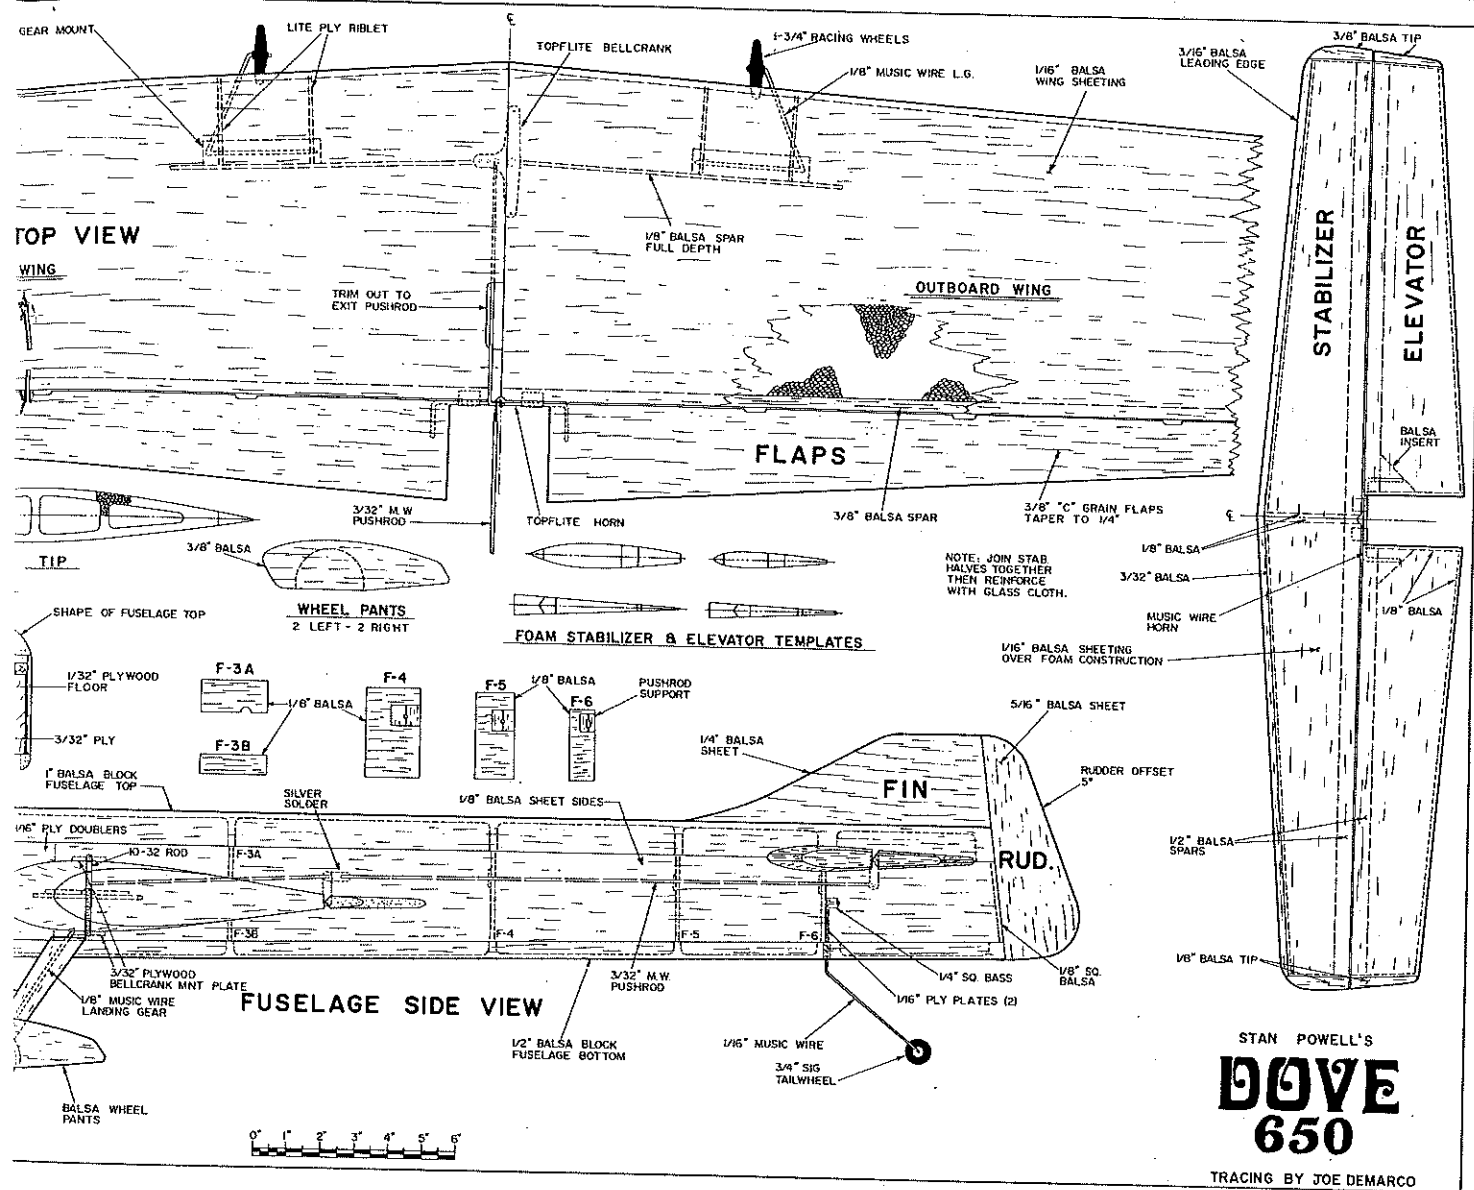 GEAR MOUNT
LITE PLY RIBLET
℄
TOPFLITE BELLCRANK
1-3/4" RACING WHEELS
1/8" MUSIC WIRE L.G.
1/16" BALSA
WING SHEETING
3/16" BALSA
LEADING EDGE
3/8" BALSA TIP
TOP VIEW
WING
1/8" BALSA SPAR
FULL DEPTH
TRIM OUT TO
EXIT PUSHROD
OUTBOARD WING
STABILIZER
ELEVATOR
BALSA
INSERT
FLAPS
3/32" M.W
PUSHROD
TOPFLITE HORN
3/8" BALSA SPAR
3/8" "C" GRAIN FLAPS
TAPER TO 1/4"
℄
1/8" BALSA
3/32" BALSA
MUSIC WIRE
HORN
1/8" BALSA
TIP
3/8" BALSA
WHEEL PANTS
2 LEFT - 2 RIGHT
FOAM STABILIZER & ELEVATOR TEMPLATES
NOTE: JOIN STAB.
HALVES TOGETHER
THEN REINFORCE
WITH GLASS CLOTH.
1/16" BALSA SHEETING
OVER FOAM CONSTRUCTION
SHAPE OF FUSELAGE TOP
1/32" PLYWOOD
FLOOR
3/32" PLY
F-3A
F-3B
1/8" BALSA
F-4
F-5
1/8" BALSA
F-6
PUSHROD
SUPPORT
1/4" BALSA
SHEET
5/16" BALSA SHEET
RUDDER OFFSET
5°
FIN
RUD.
1" BALSA BLOCK
FUSELAGE TOP
SILVER
SOLDER
1/8" BALSA SHEET SIDES
1/16" PLY DOUBLERS
10-32 ROD
F-3A
F-3B
F-4
F-5
F-6
1/2" BALSA
SPARS
3/32" PLYWOOD
BELLCRANK MNT PLATE
1/8" MUSIC WIRE
LANDING GEAR
FUSELAGE SIDE VIEW
3/32" M.W.
PUSHROD
1/4" SQ. BASS
1/16" PLY PLATES (2)
1/8" SQ.
BALSA
1/8" BALSA TIP
1/2" BALSA BLOCK
FUSELAGE BOTTOM
1/16" MUSIC WIRE
3/4" SIG
TAILWHEEL
BALSA WHEEL
PANTS
0" 1" 2" 3" 4" 5" 6"
STAN POWELL'S
DOVE
650
TRACING BY JOE DEMARCO